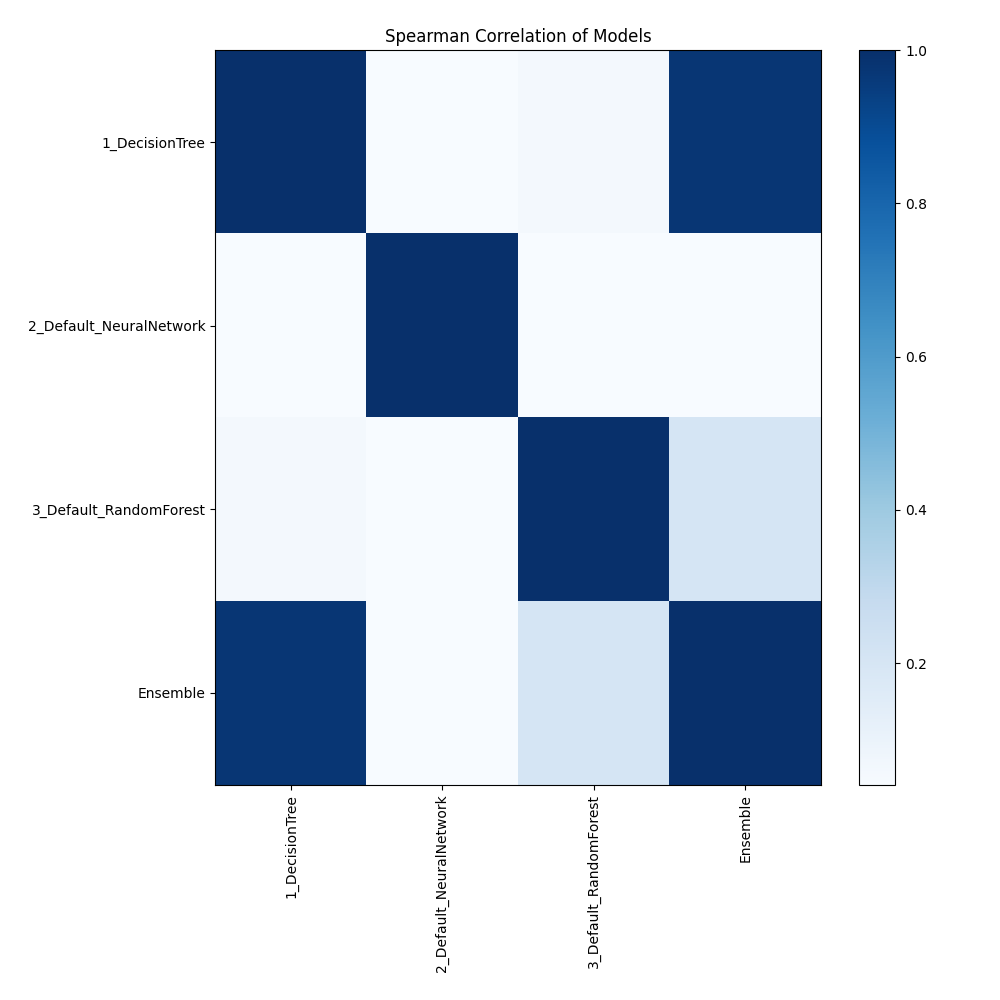 Spearman Correlation of Models
1_DecisionTree
2_Default_NeuralNetwork
3_Default_RandomForest
Ensemble
1_DecisionTree
2_Default_NeuralNetwork
3_Default_RandomForest
Ensemble
1.0
0.8
0.6
0.4
0.2